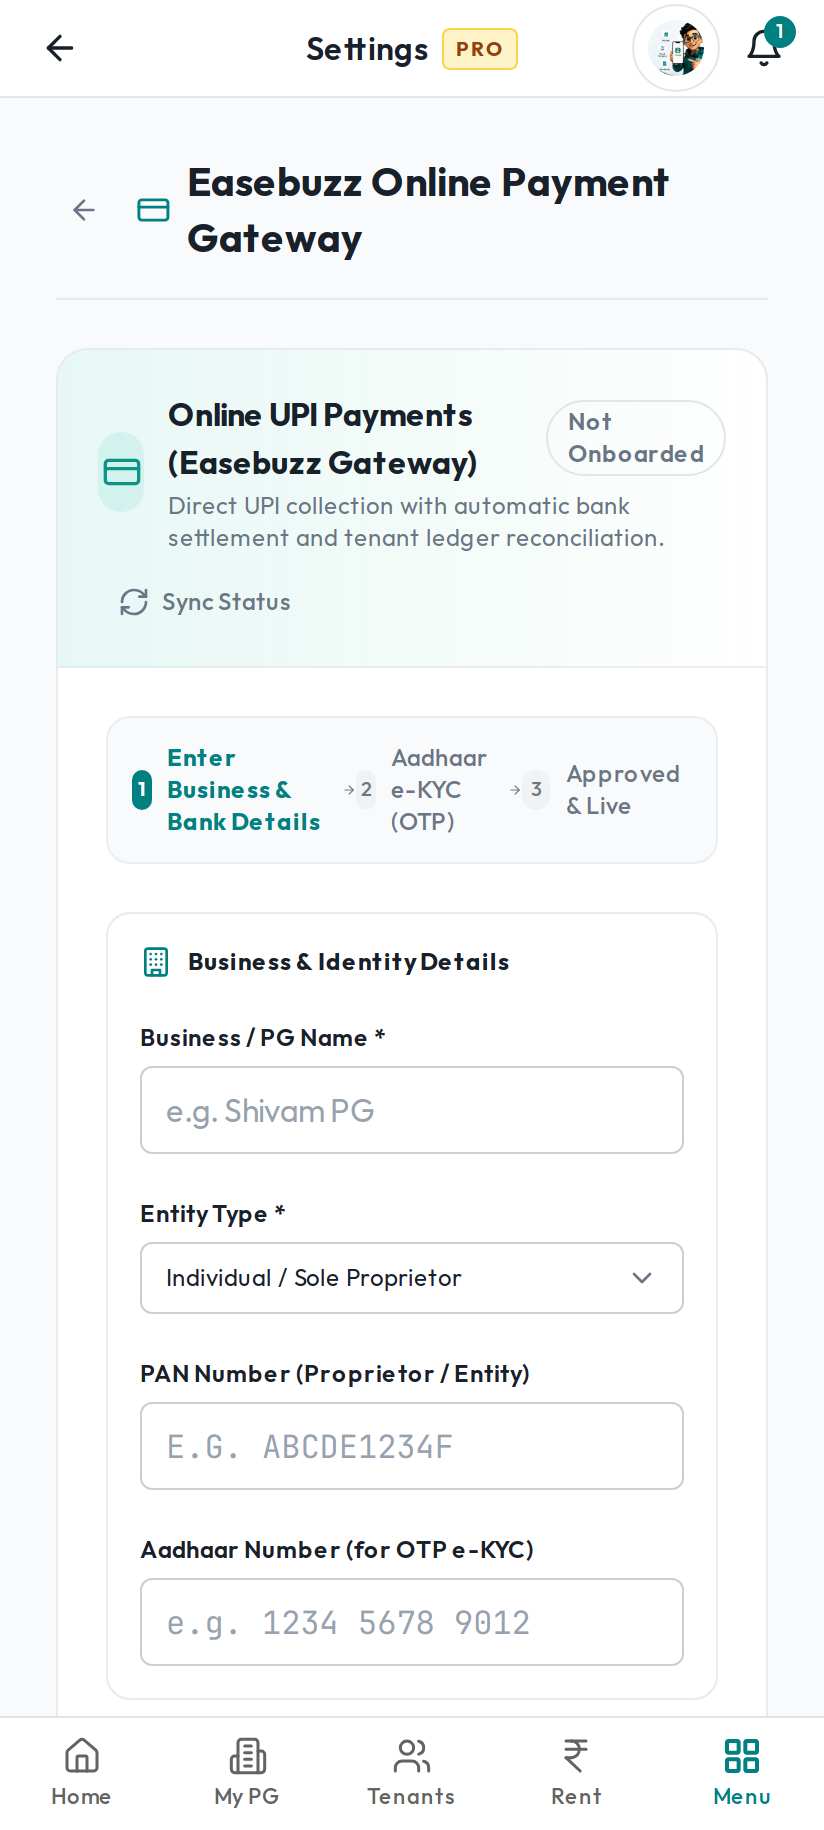 Settings
PRO
1
Easebuzz Online Payment
Gateway
Online UPI Payments
(Easebuzz Gateway)
Not
Onboarded
Direct UPI collection with automatic bank
settlement and tenant ledger reconciliation.
Sync Status
1
Enter
Business &
Bank Details
→
2
Aadhaar
e-KYC
(OTP)
→
3
Approved
& Live
Business & Identity Details
Business / PG Name *
e.g. Shivam PG
Entity Type *
Individual / Sole Proprietor
PAN Number (Proprietor / Entity)
E.G. ABCDE1234F
Aadhaar Number (for OTP e-KYC)
e.g. 1234 5678 9012
Home
My PG
Tenants
Rent
Menu